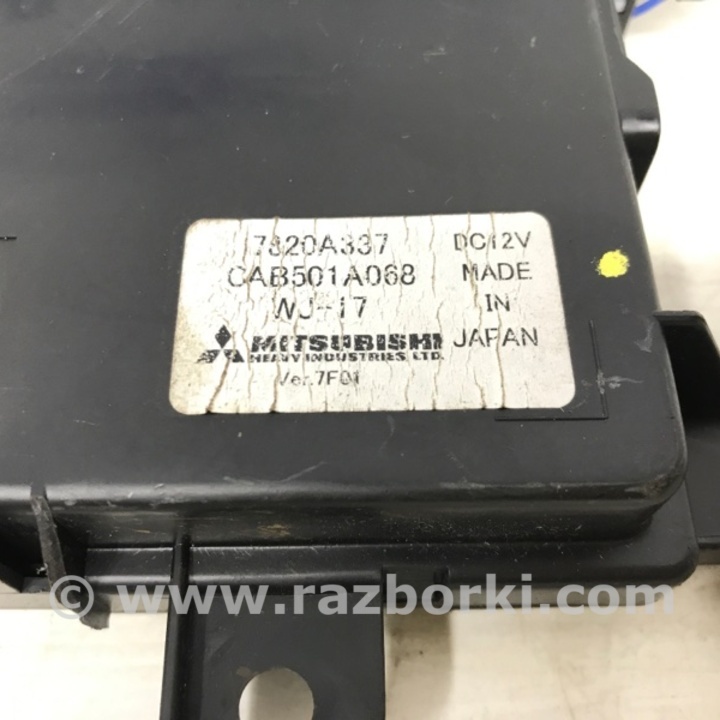 7820A337 DC12V
CAB501A068 MADE
WJ-17 IN
MITSUBISHI JAPAN
HEAVY INDUSTRIES, LTD.
Ver.7F01
© www.razborki.com